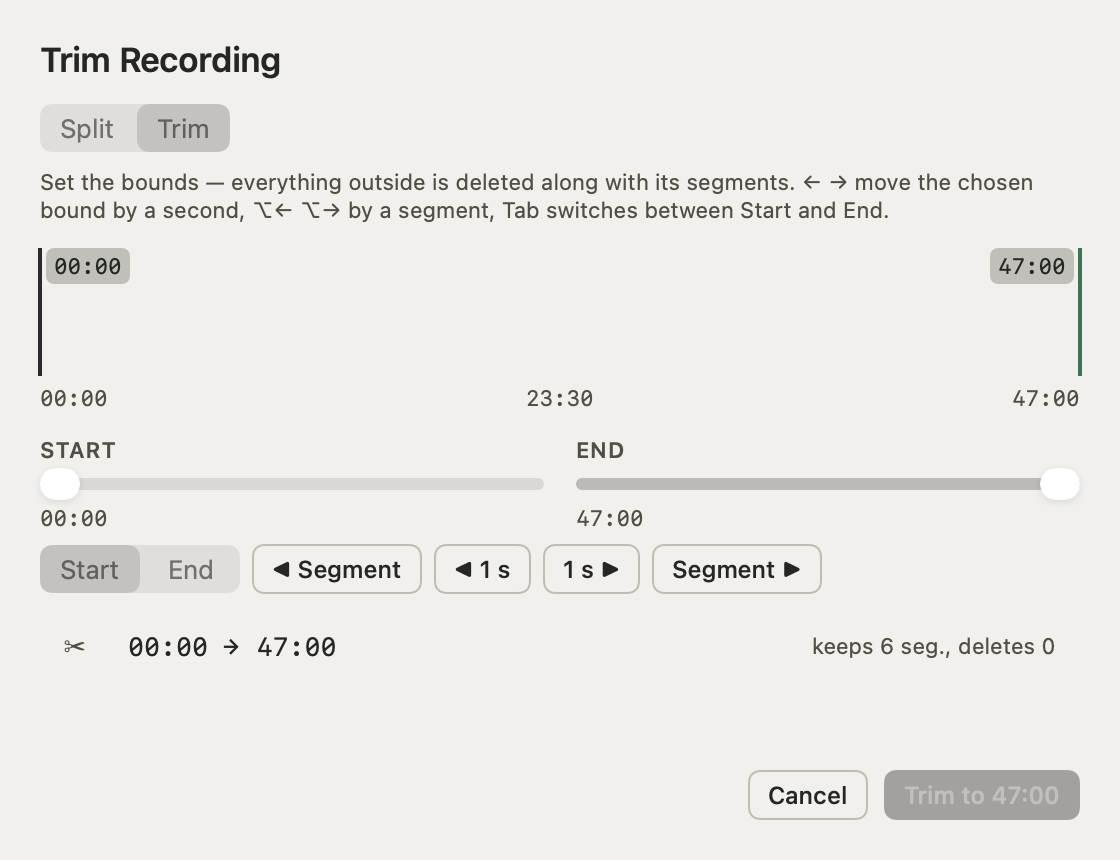 Trim Recording
Split Trim
Set the bounds — everything outside is deleted along with its segments. ← → move the chosen
bound by a second, ⌥← ⌥→ by a segment, Tab switches between Start and End.
00:00 47:00
00:00 23:30 47:00
START END
00:00 47:00
Start End ◀ Segment ◀ 1 s 1 s ▶ Segment ▶
✂ 00:00 → 47:00 keeps 6 seg., deletes 0
Cancel Trim to 47:00